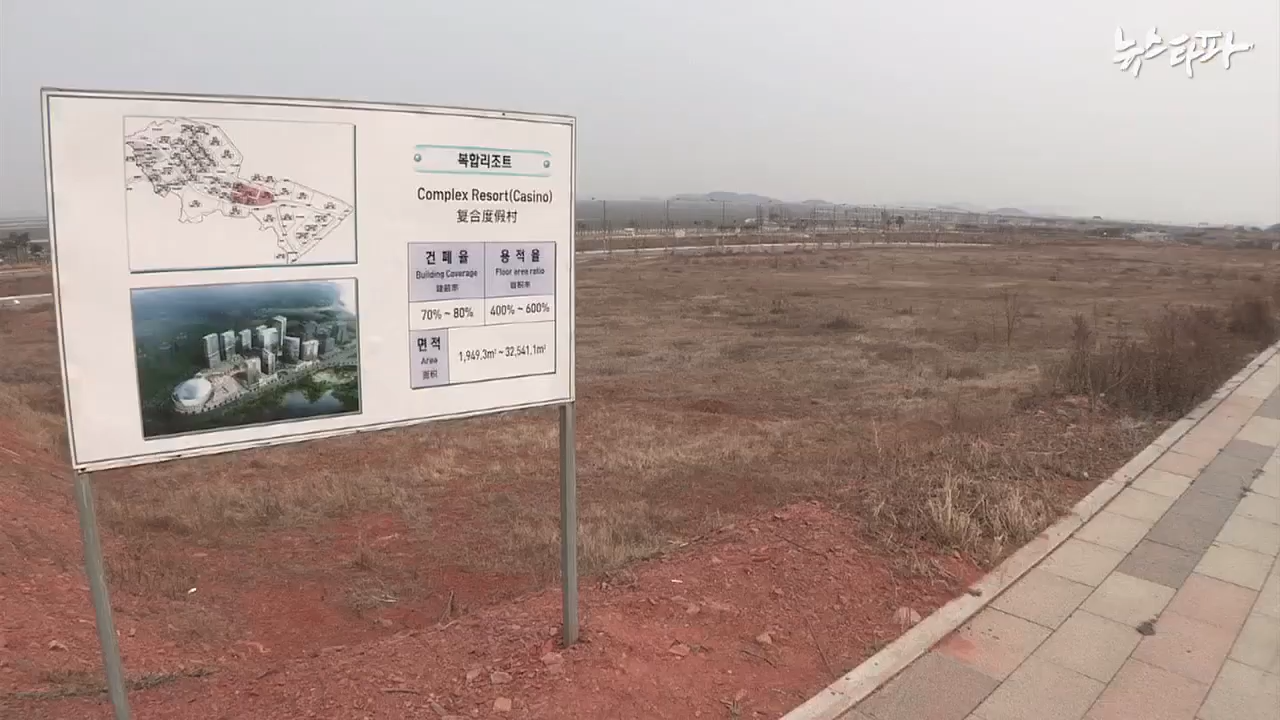 뉴스타파
복합리조트
Complex Resort(Casino)
复合度假村
건폐율
Building Coverage
建蔽率
용적율
Floor area ratio
容积率
70% ~ 80%
400% ~ 600%
면적
Area
面积
1,949.3m² ~ 32,541.1m²